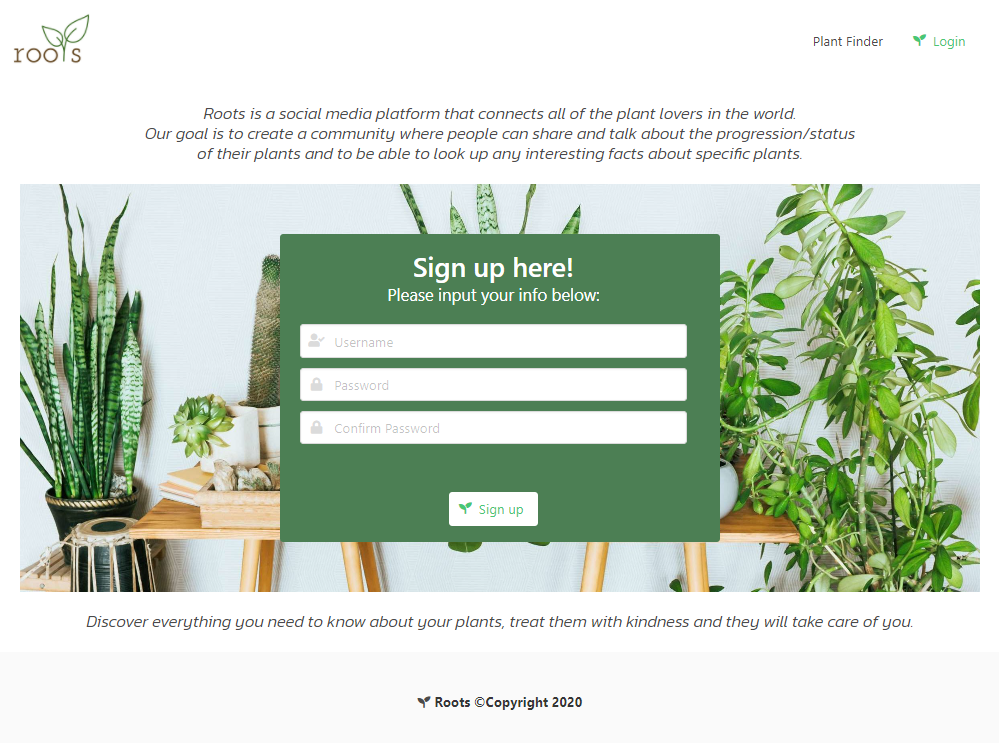 roots
Plant Finder
Login
Roots is a social media platform that connects all of the plant lovers in the world.
Our goal is to create a community where people can share and talk about the progression/status
of their plants and to be able to look up any interesting facts about specific plants.
Sign up here!
Please input your info below:
Username
Password
Confirm Password
Sign up
Discover everything you need to know about your plants, treat them with kindness and they will take care of you.
Roots ©Copyright 2020